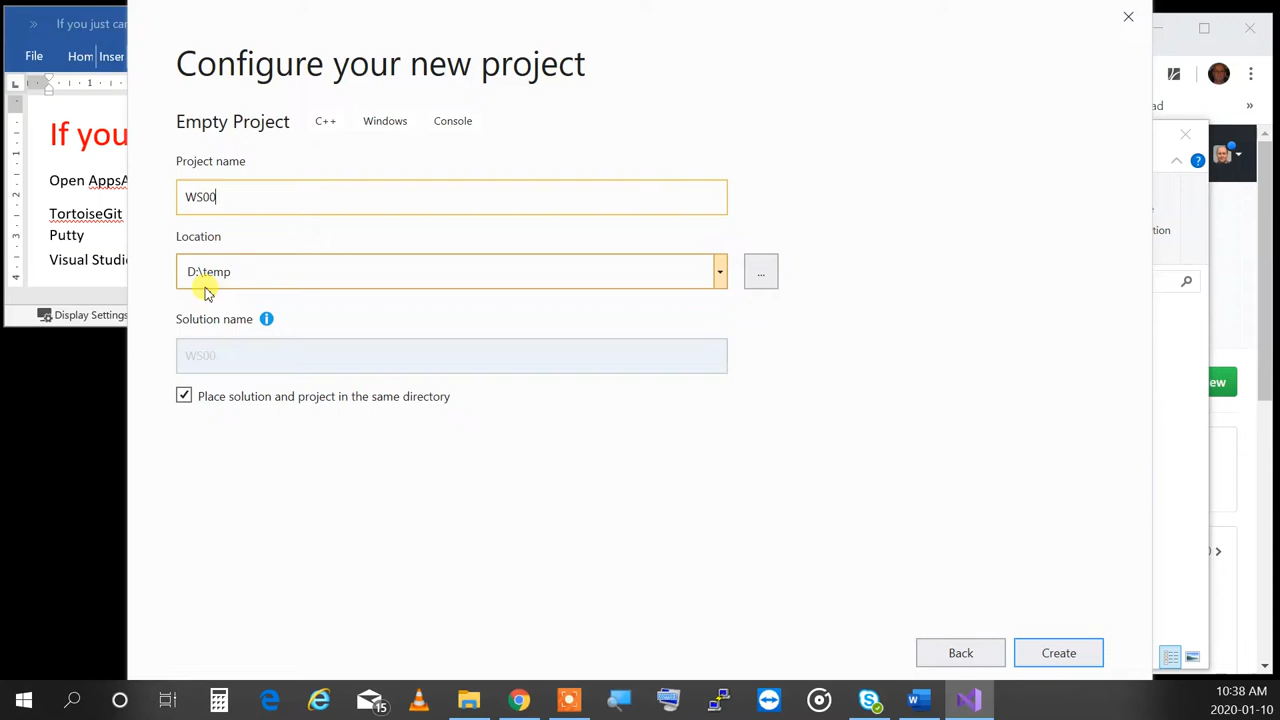 If you just ca
File
Hom
Inser
1
If you
Open AppsA
TortoiseGit
Putty
Visual Studi
Display Settings
Configure your new project
Empty Project
C++
Windows
Console
Project name
WS00
Location
D:\temp
...
Solution name
WS00
Place solution and project in the same directory
Back
Create
ad
ion
ew
15
10:38 AM
2020-01-10